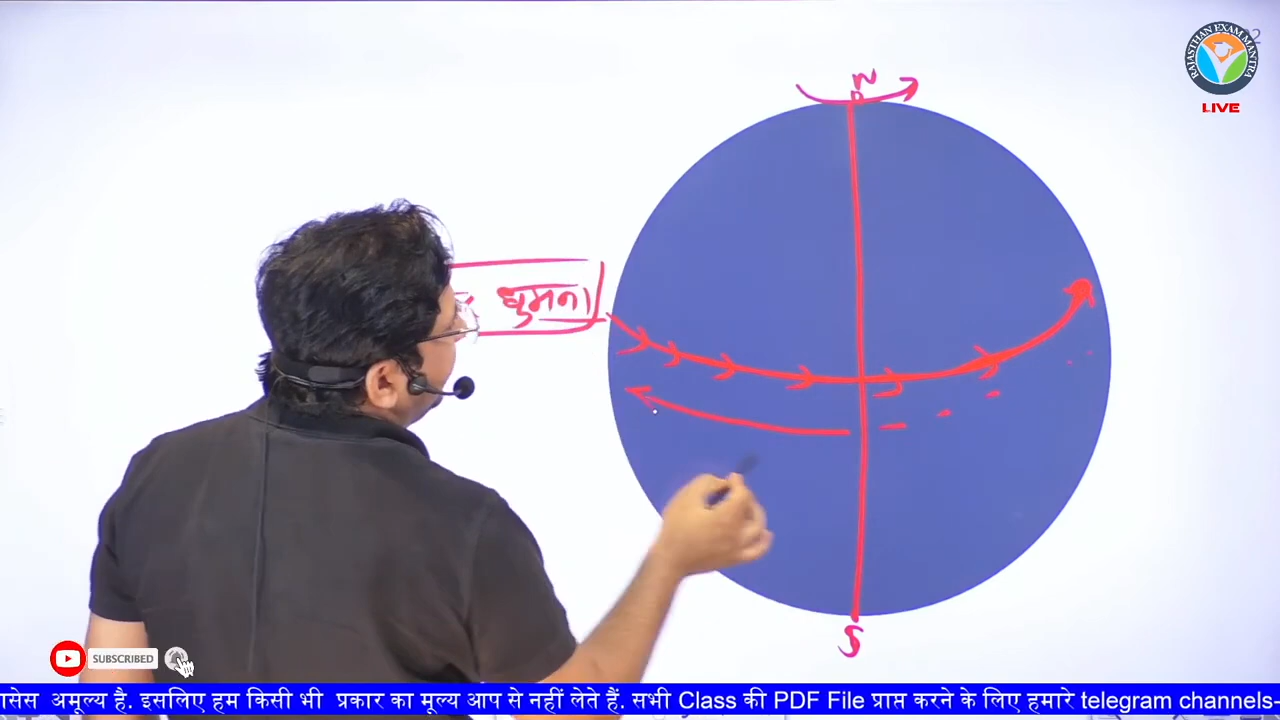 RAJASTHAN EXAM MANTRA
LIVE
N
घुमना
S
SUBSCRIBED
ासेस अमूल्य है. इसलिए हम किसी भी प्रकार का मूल्य आप से नहीं लेते हैं. सभी Class की PDF File प्राप्त करने के लिए हमारे telegram channels-